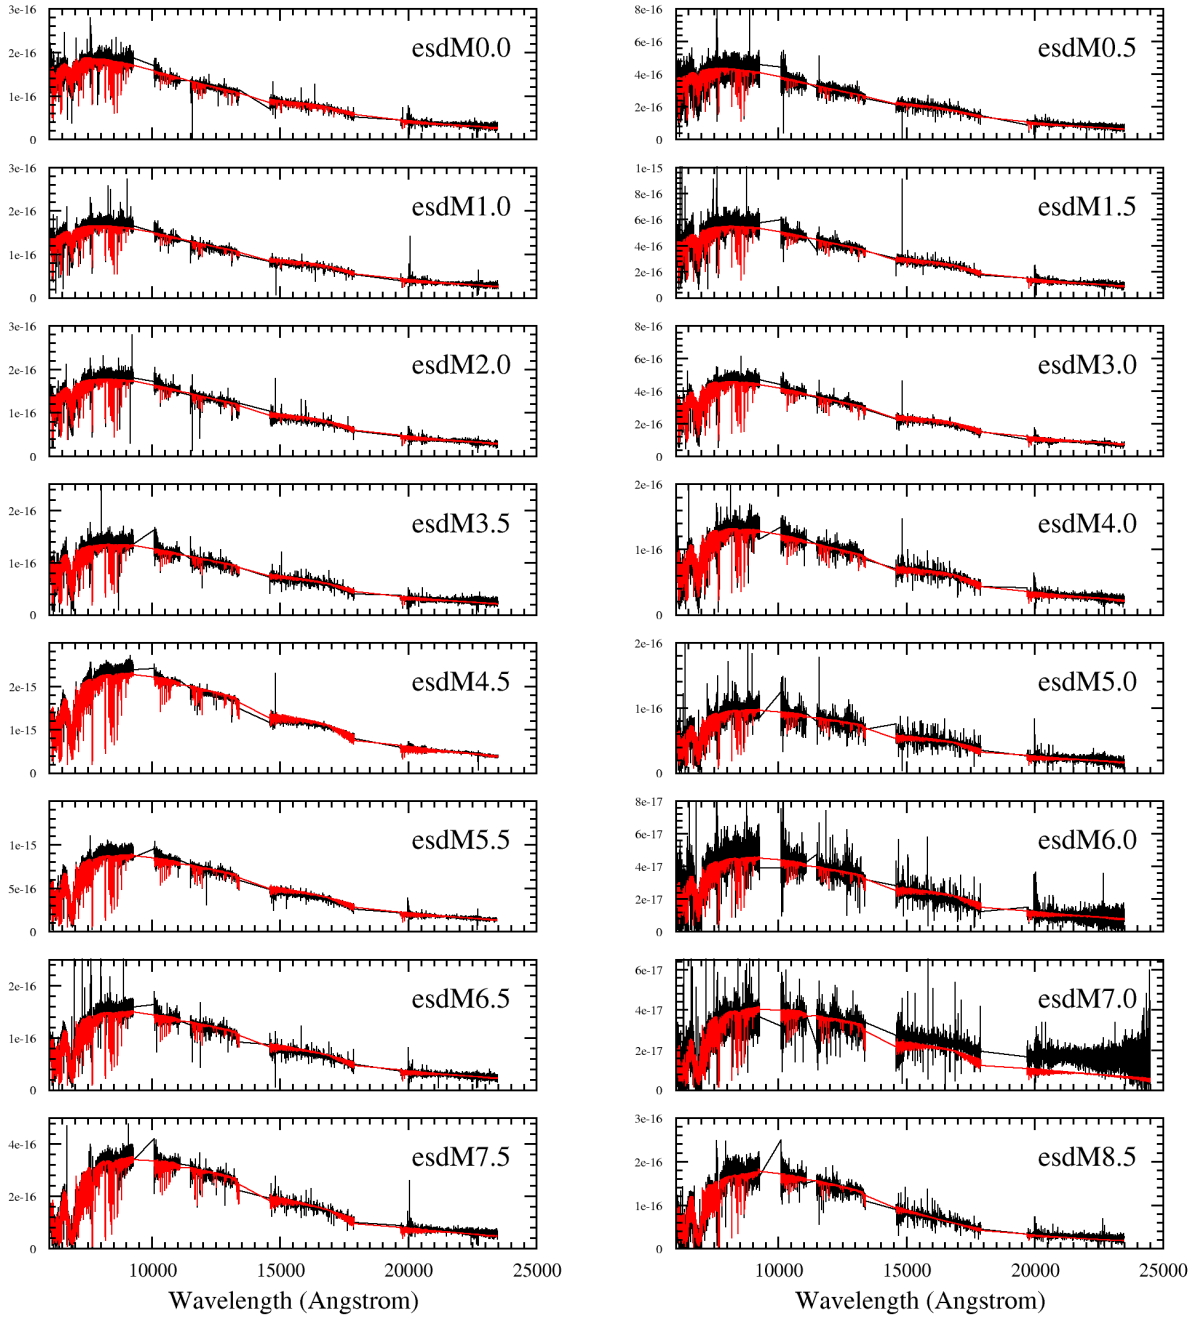 3e-16
2e-16
1e-16
0
esdM0.0
8e-16
6e-16
4e-16
2e-16
0
esdM0.5
3e-16
2e-16
1e-16
0
esdM1.0
1e-15
8e-16
6e-16
4e-16
2e-16
0
esdM1.5
3e-16
2e-16
1e-16
0
esdM2.0
8e-16
6e-16
4e-16
2e-16
0
esdM3.0
2e-16
1e-16
0
esdM3.5
2e-16
1e-16
0
esdM4.0
2e-15
1e-15
0
esdM4.5
2e-16
1e-16
0
esdM5.0
1e-15
5e-16
0
esdM5.5
8e-17
6e-17
4e-17
2e-17
0
esdM6.0
2e-16
1e-16
0
esdM6.5
6e-17
4e-17
2e-17
0
esdM7.0
4e-16
2e-16
0
esdM7.5
3e-16
2e-16
1e-16
0
esdM8.5
10000 15000 20000 25000
Wavelength (Angstrom)
10000 15000 20000 25000
Wavelength (Angstrom)